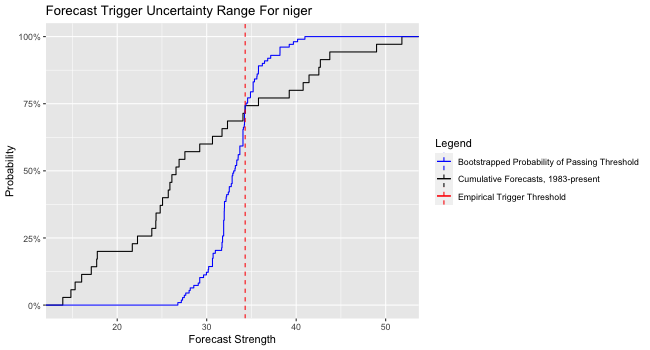 Forecast Trigger Uncertainty Range For niger
100%
75%
50%
25%
0%
Probability
20 30 40 50
Forecast Strength
Legend
Bootstrapped Probability of Passing Threshold
Cumulative Forecasts, 1983-present
Empirical Trigger Threshold